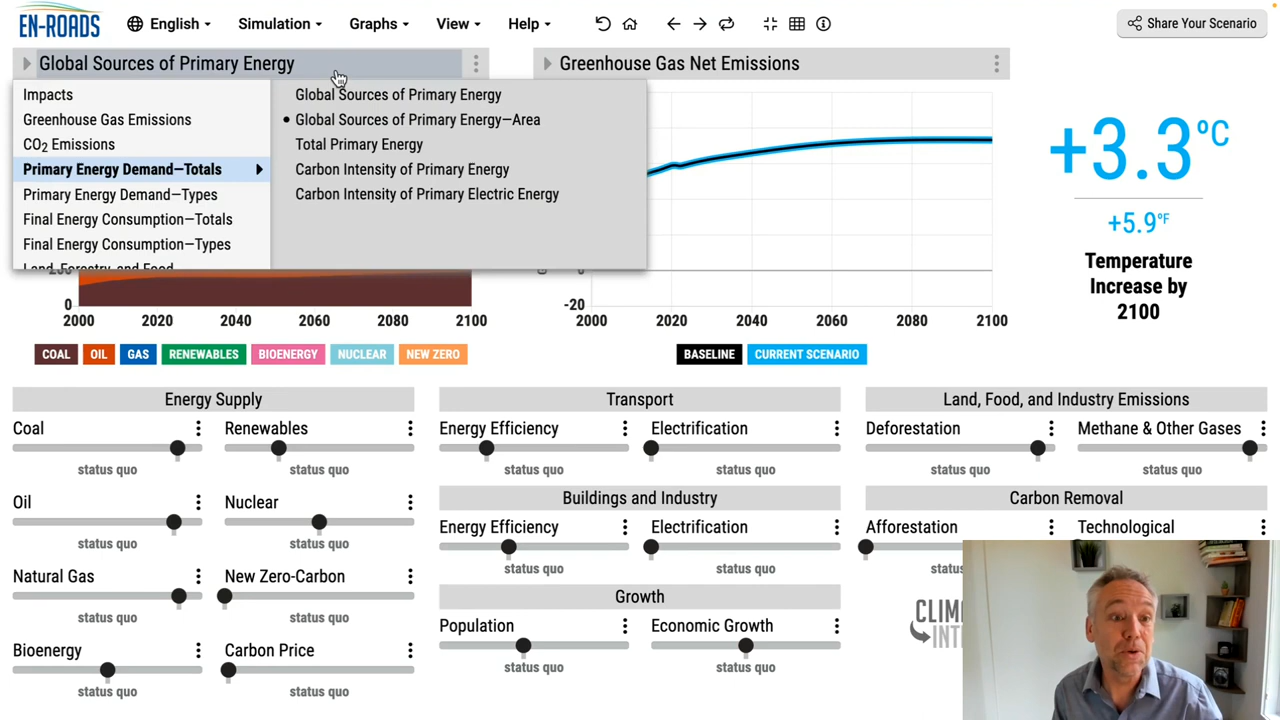 EN-ROADS
English
Simulation
Graphs
View
Help
Share Your Scenario
Global Sources of Primary Energy
Impacts
Greenhouse Gas Emissions
CO2 Emissions
Primary Energy Demand–Totals
Primary Energy Demand–Types
Final Energy Consumption–Totals
Final Energy Consumption–Types
Land, Forestry, and Food
Global Sources of Primary Energy
Global Sources of Primary Energy–Area
Total Primary Energy
Carbon Intensity of Primary Energy
Carbon Intensity of Primary Electric Energy
200
0
2000 2020 2040 2060 2080 2100
COAL OIL GAS RENEWABLES BIOENERGY NUCLEAR NEW ZERO
Greenhouse Gas Net Emissions
0
-20
2000 2020 2040 2060 2080 2100
BASELINE CURRENT SCENARIO
+3.3°C
+5.9°F
Temperature
Increase by
2100
Energy Supply
Coal
status quo
Renewables
status quo
Oil
status quo
Nuclear
status quo
Natural Gas
status quo
New Zero-Carbon
status quo
Bioenergy
status quo
Carbon Price
status quo
Transport
Energy Efficiency
status quo
Electrification
status quo
Buildings and Industry
Energy Efficiency
status quo
Electrification
status quo
Growth
Population
status quo
Economic Growth
status quo
Land, Food, and Industry Emissions
Deforestation
status quo
Methane & Other Gases
status quo
Carbon Removal
Afforestation
Technological